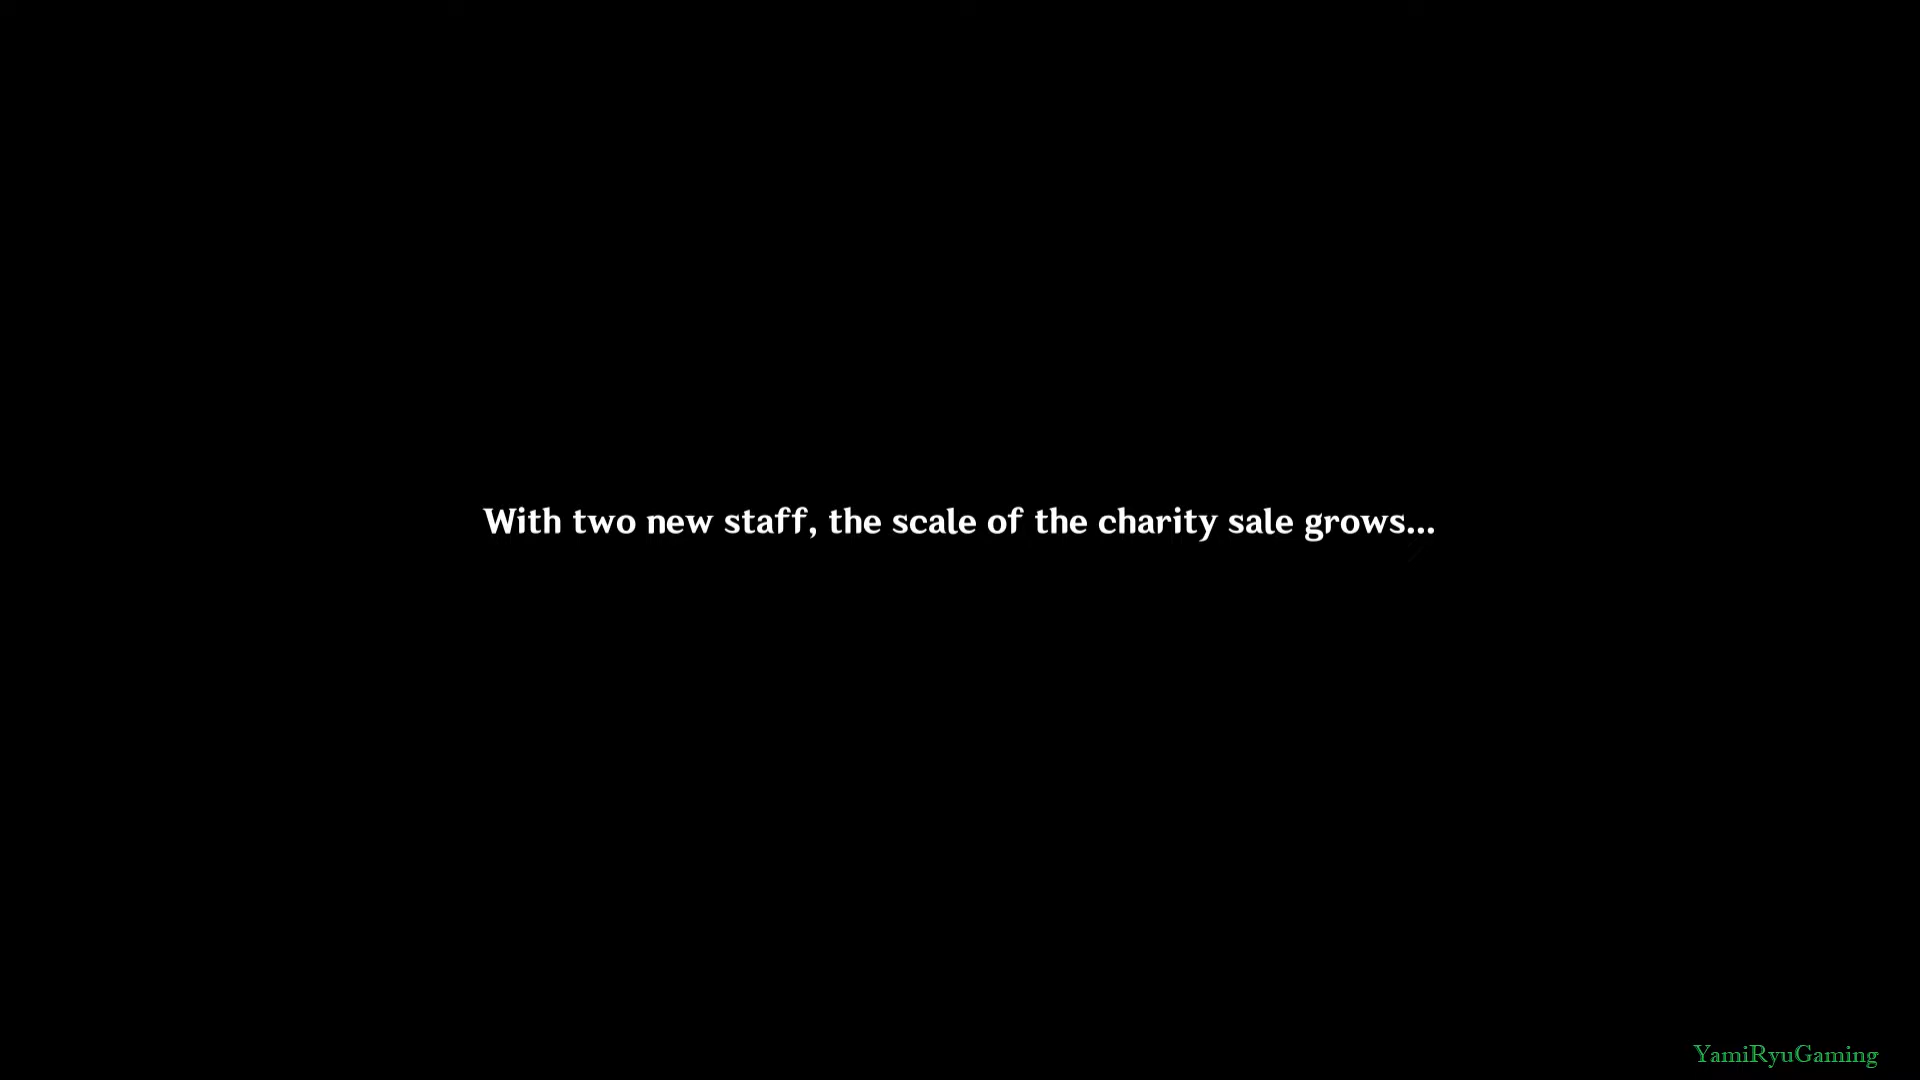 With two new staff, the scale of the charity sale grows...
YamiRyuGaming